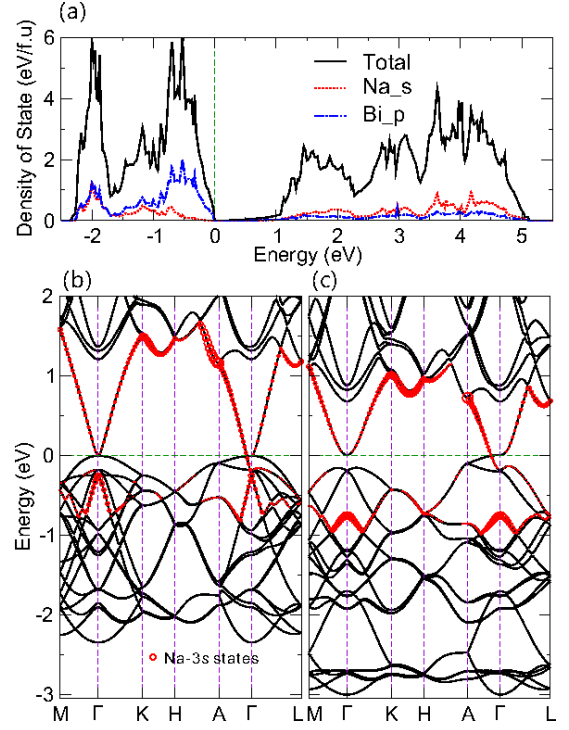 (a)
Density of State (eV/f.u)
6
4
2
0
Total
Na_s
Bi_p
-2 -1 0 1 2 3 4 5
Energy (eV)
(b) (c)
Energy (eV)
2
1
0
-1
-2
-3
Na-3s states
M Γ K H A Γ L M Γ K H A Γ L